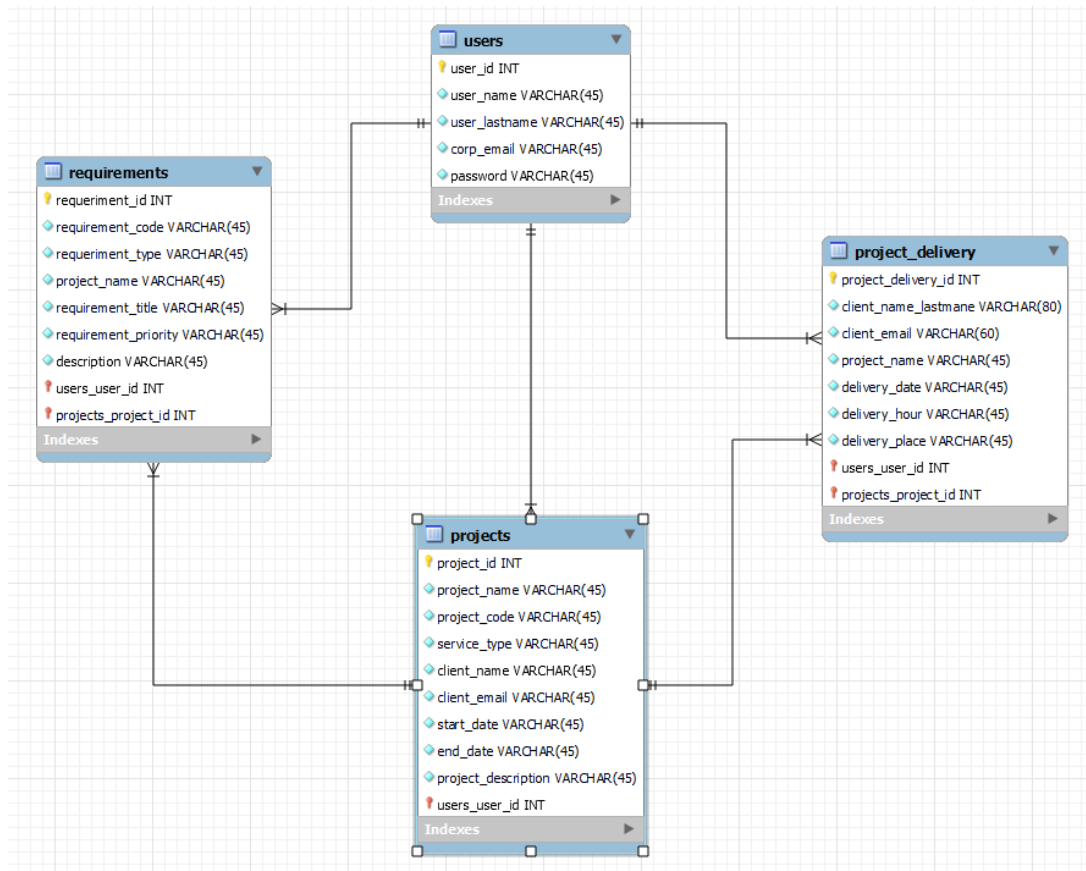 users
user_id INT
user_name VARCHAR(45)
user_lastname VARCHAR(45)
corp_email VARCHAR(45)
password VARCHAR(45)
Indexes
requirements
requeriment_id INT
requirement_code VARCHAR(45)
requeriment_type VARCHAR(45)
project_name VARCHAR(45)
requirement_title VARCHAR(45)
requirement_priority VARCHAR(45)
description VARCHAR(45)
users_user_id INT
projects_project_id INT
Indexes
project_delivery
project_delivery_id INT
client_name_lastmane VARCHAR(80)
client_email VARCHAR(60)
project_name VARCHAR(45)
delivery_date VARCHAR(45)
delivery_hour VARCHAR(45)
delivery_place VARCHAR(45)
users_user_id INT
projects_project_id INT
Indexes
projects
project_id INT
project_name VARCHAR(45)
project_code VARCHAR(45)
service_type VARCHAR(45)
client_name VARCHAR(45)
client_email VARCHAR(45)
start_date VARCHAR(45)
end_date VARCHAR(45)
project_description VARCHAR(45)
users_user_id INT
Indexes